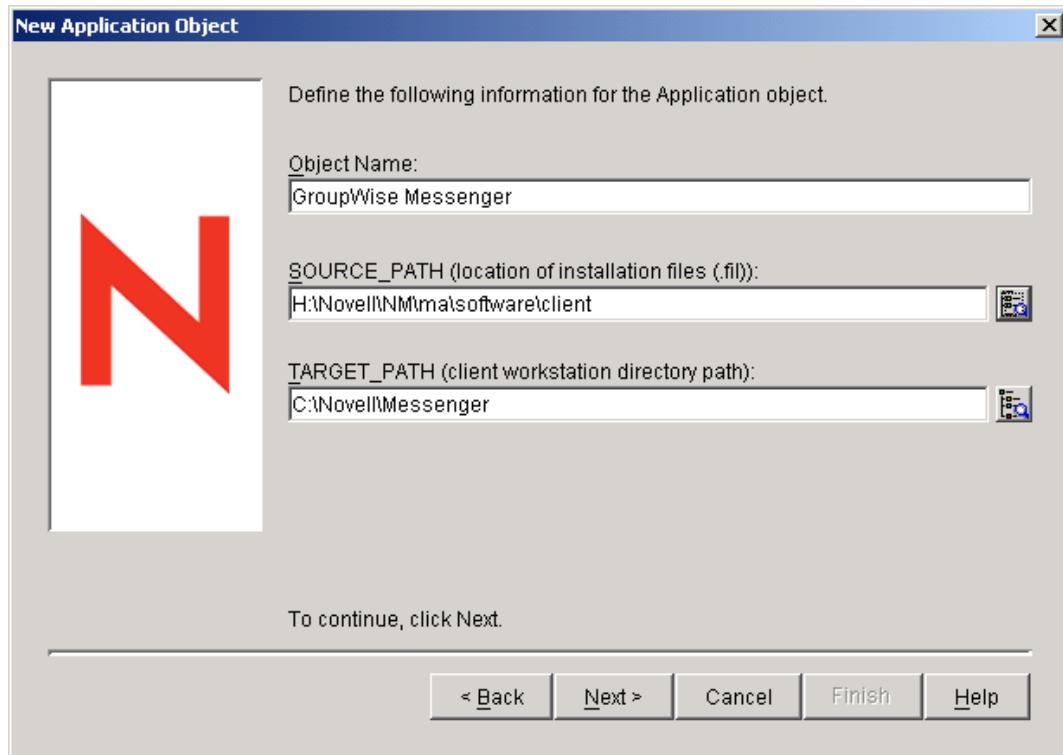 New Application Object
Define the following information for the Application object.
Object Name:
GroupWise Messenger
SOURCE_PATH (location of installation files (.fil)):
H:\Novell\NM\ma\software\client
TARGET_PATH (client workstation directory path):
C:\Novell\Messenger
To continue, click Next.
< Back Next > Cancel Finish Help